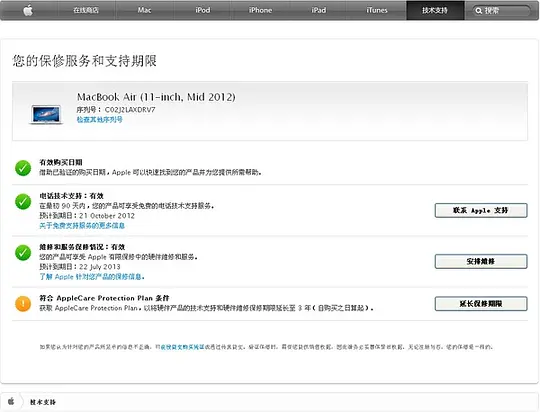 在线商店 Mac iPod iPhone iPad iTunes 技术支持 搜索
您的保修服务和支持期限
MacBook Air (11-inch, Mid 2012)
序列号： C02J2LAXDRV7
检查其他序列号
有效购买日期
借助已验证的购买日期，Apple 可以快速找到您的产品并为您提供所需帮助。
电话技术支持：有效
在最初 90 天内，您的产品可享受免费的电话技术支持服务。
预计到期日：21 October 2012
关于免费支持服务的更多信息
联系 Apple 支持
维修和服务保修情况：有效
您的产品可享受 Apple 有限保修中的硬件维修和服务。
预计到期日：22 July 2013
了解 Apple 针对您产品的保修信息。
安排维修
符合 AppleCare Protection Plan 条件
获取 AppleCare Protection Plan，以将硬件产品的技术支持和硬件维修保修期限延长至 3 年（自购买之日算起）。
延长保修期限
技术支持